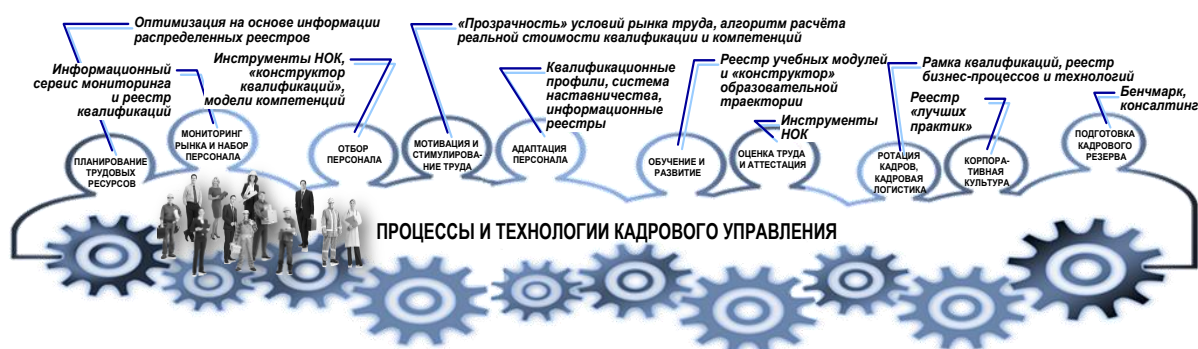 Оптимизация на основе информации
распределенных реестров
Информационный
сервис мониторинга
и реестр
квалификаций
Инструменты НОК,
«конструктор
квалификаций»,
модели компетенций
«Прозрачность» условий рынка труда, алгоритм расчёта
реальной стоимости квалификации и компетенций
Квалификационные
профили, система
наставничества,
информационные
реестры
Реестр учебных модулей
и «конструктор»
образовательной
траектории
Инструменты
НОК
Рамка квалификаций, реестр
бизнес-процессов и технологий
Реестр
«лучших
практик»
Бенчмарк,
консалтинг
ПЛАНИРОВАНИЕ
ТРУДОВЫХ
РЕСУРСОВ
МОНИТОРИНГ
РЫНКА И НАБОР
ПЕРСОНАЛА
ОТБОР
ПЕРСОНАЛА
МОТИВАЦИЯ И
СТИМУЛИРОВА-
НИЕ ТРУДА
АДАПТАЦИЯ
ПЕРСОНАЛА
ОБУЧЕНИЕ И
РАЗВИТИЕ
ОЦЕНКА ТРУДА
И АТТЕСТАЦИЯ
РОТАЦИЯ
КАДРОВ,
КАДРОВАЯ
ЛОГИСТИКА
КОРПОРА-
ТИВНАЯ
КУЛЬТУРА
ПОДГОТОВКА
КАДРОВОГО
РЕЗЕРВА
ПРОЦЕССЫ И ТЕХНОЛОГИИ КАДРОВОГО УПРАВЛЕНИЯ